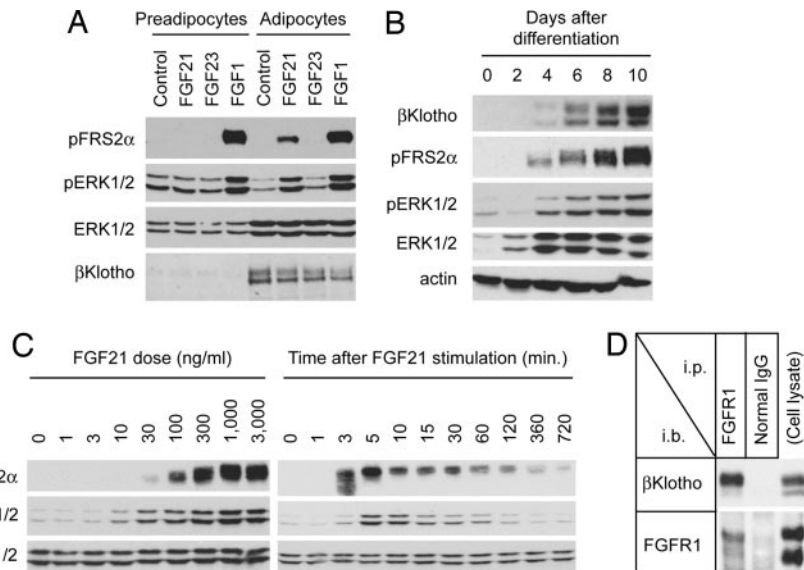 A
Preadipocytes Adipocytes
Control FGF21 FGF23 FGF1 Control FGF21 FGF23 FGF1
pFRS2α
pERK1/2
ERK1/2
βKlotho
B
Days after
differentiation
0 2 4 6 8 10
βKlotho
pFRS2α
pERK1/2
ERK1/2
actin
C
FGF21 dose (ng/ml) Time after FGF21 stimulation (min.)
0 1 3 10 30 100 300 1,000 3,000 0 1 3 5 10 15 30 60 120 360 720
2α
1/2
/2
D
i.p.
i.b.
FGFR1 Normal IgG (Cell lysate)
βKlotho
FGFR1